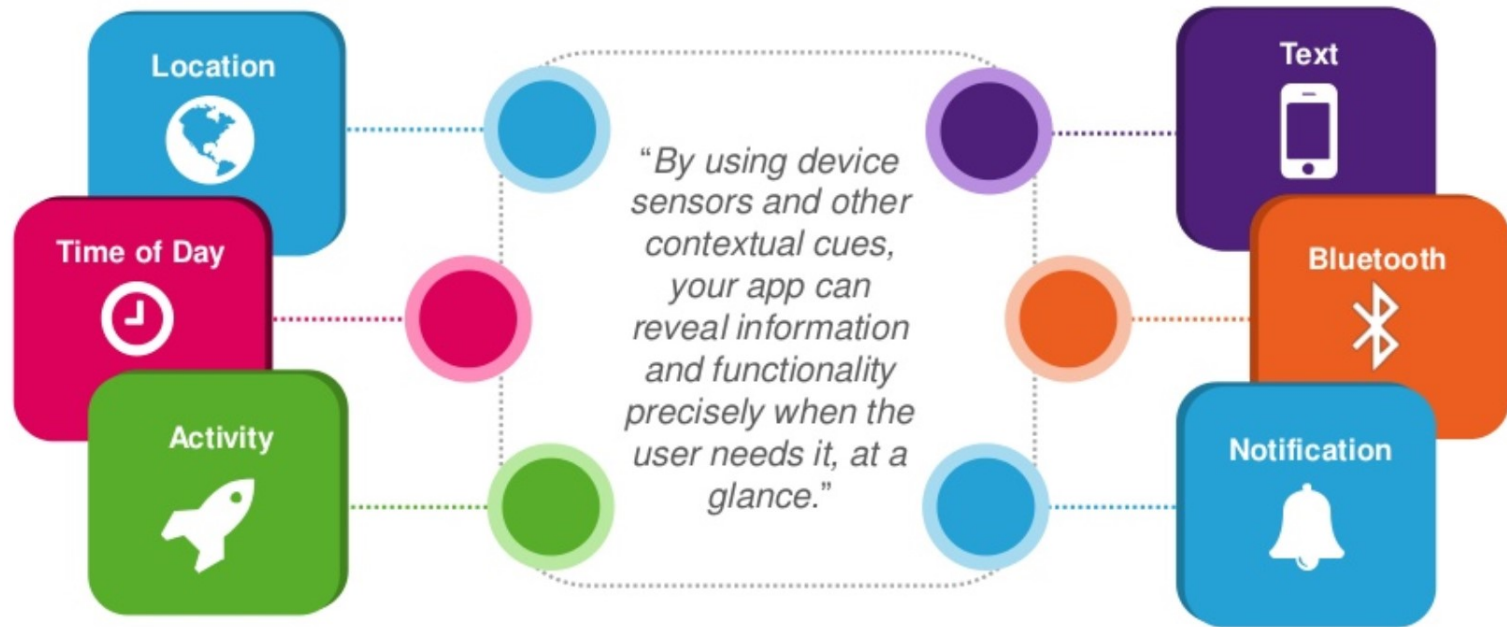 Location
Time of Day
Activity
“By using device
sensors and other
contextual cues,
your app can
reveal information
and functionality
precisely when the
user needs it, at a
glance.”
Text
Bluetooth
Notification